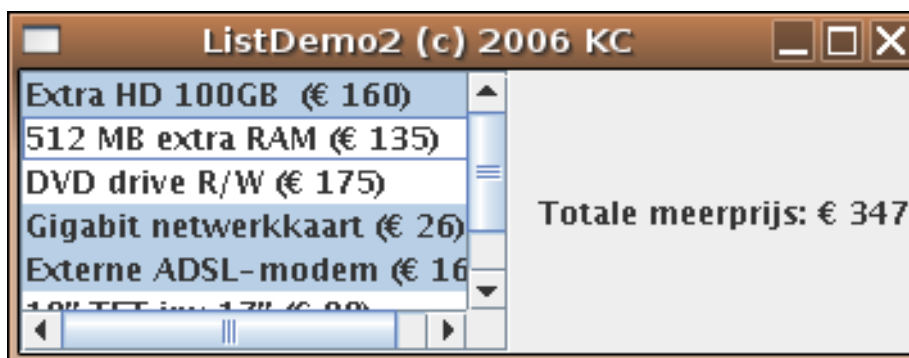 ListDemo2 (c) 2006 KC
Extra HD 100GB (€ 160)
512 MB extra RAM (€ 135)
DVD drive R/W (€ 175)
Gigabit netwerkkaart (€ 26)
Externe ADSL-modem (€ 16
Totale meerprijs: € 347